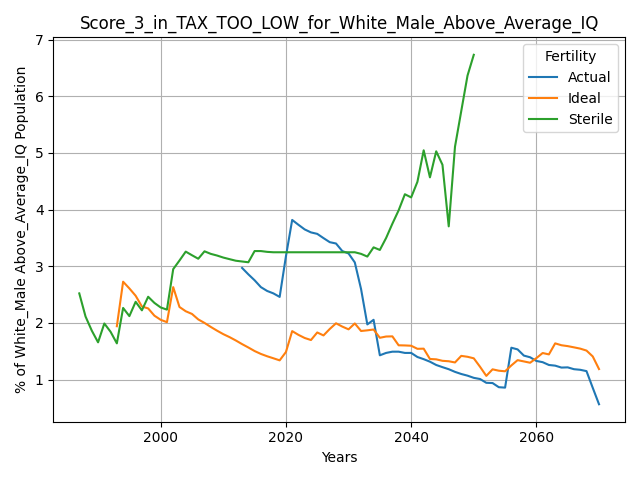 Score_3_in_TAX_TOO_LOW_for_White_Male_Above_Average_IQ
% of White_Male Above_Average_IQ Population
7
6
5
4
3
2
1
Fertility
Actual
Ideal
Sterile
2000
2020
2040
2060
Years